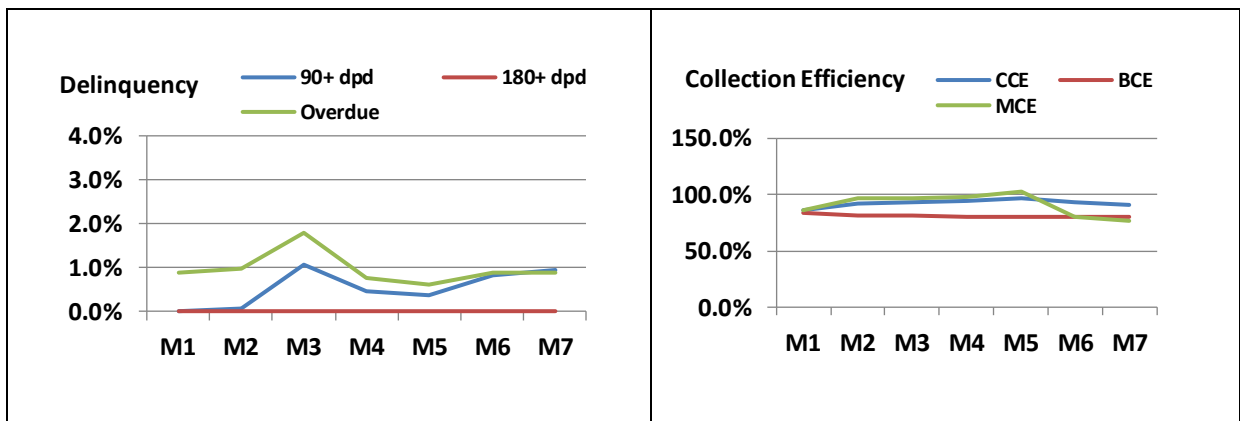 Delinquency
90+ dpd
180+ dpd
Overdue
4.0%
3.0%
2.0%
1.0%
0.0%
M1 M2 M3 M4 M5 M6 M7
Collection Efficiency
CCE
BCE
MCE
150.0%
100.0%
50.0%
0.0%
M1 M2 M3 M4 M5 M6 M7